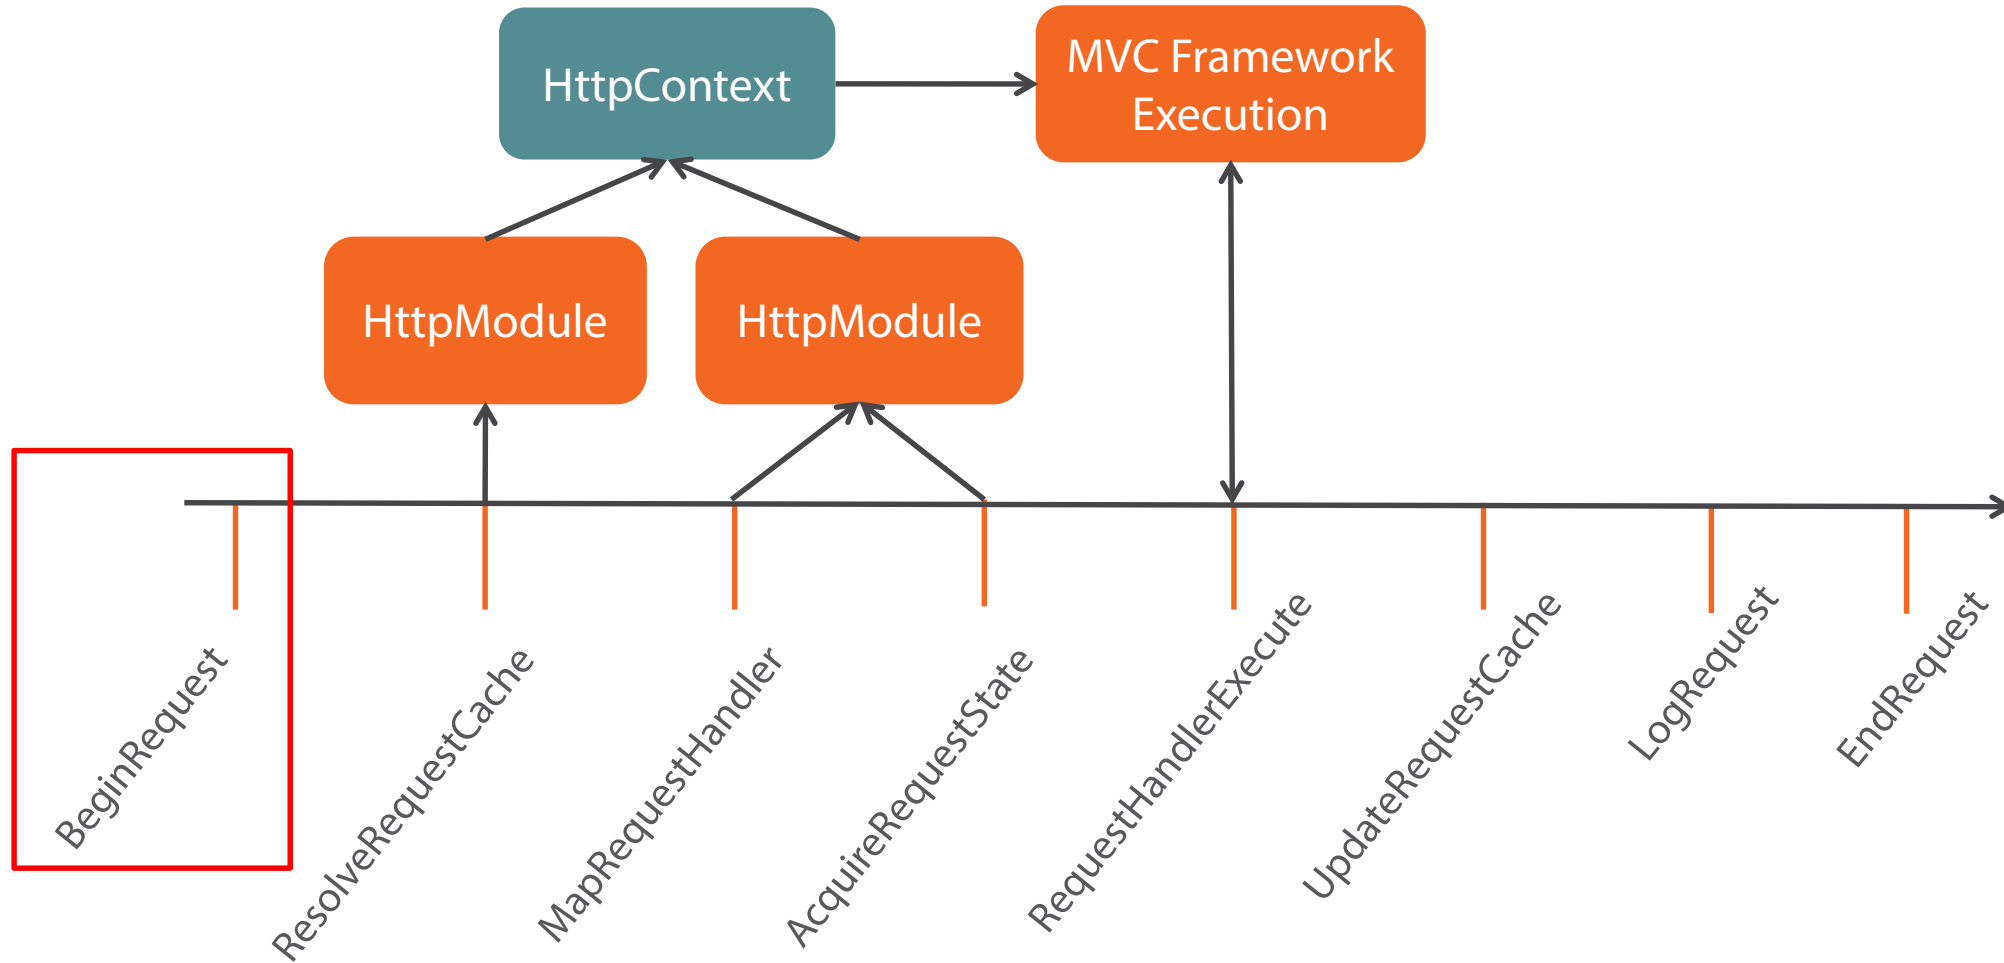 HttpContext
MVC Framework
Execution
HttpModule
HttpModule
BeginRequest
ResolveRequestCache
MapRequestHandler
AcquireRequestState
RequestHandlerExecute
UpdateRequestCache
LogRequest
EndRequest